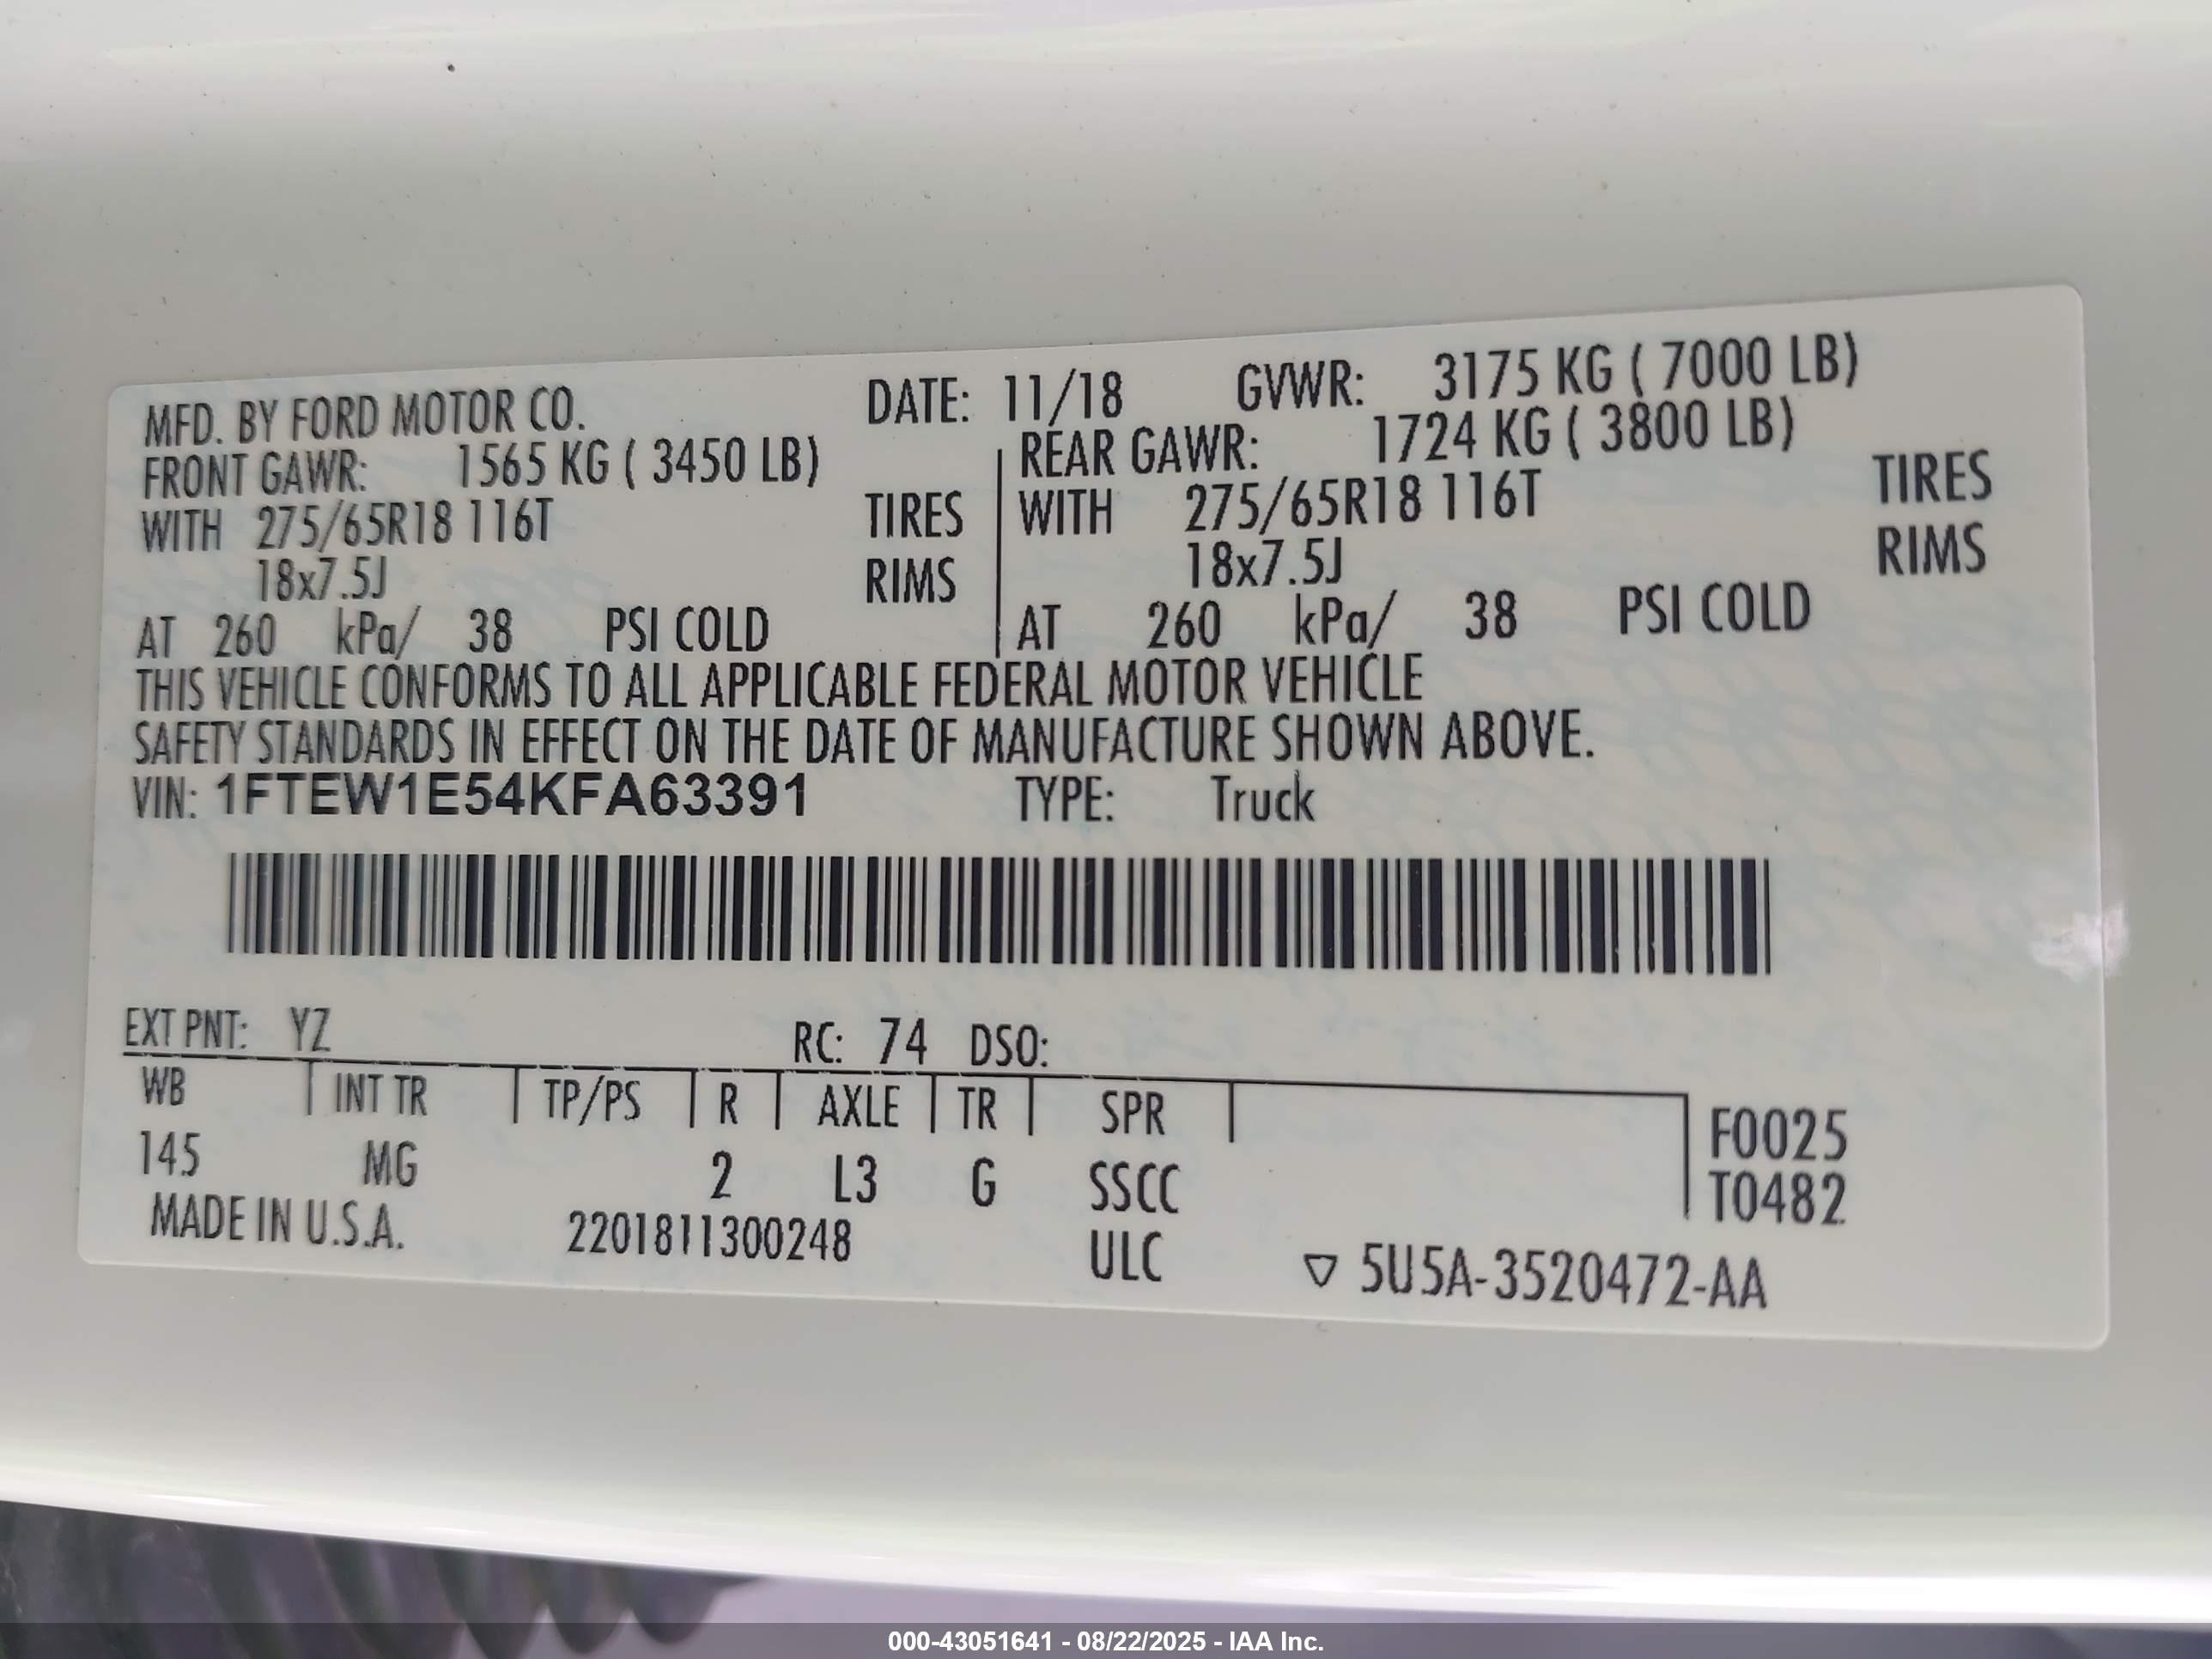 MFD. BY FORD MOTOR CO. DATE: 11/18 GVWR: 3175 KG ( 7000 LB)
FRONT GAWR: 1565 KG ( 3450 LB) REAR GAWR: 1724 KG ( 3800 LB)
WITH 275/65R18 116T TIRES WITH 275/65R18 116T TIRES
18x7.5J RIMS 18x7.5J RIMS
AT 260 kPa/ 38 PSI COLD AT 260 kPa/ 38 PSI COLD
THIS VEHICLE CONFORMS TO ALL APPLICABLE FEDERAL MOTOR VEHICLE
SAFETY STANDARDS IN EFFECT ON THE DATE OF MANUFACTURE SHOWN ABOVE.
VIN: 1FTEW1E54KFA63391 TYPE: Truck
EXT PNT: YZ RC: 74 DSO:
WB INT TR TP/PS R AXLE TR SPR F0025
145 MG 2 L3 G SSCC T0482
MADE IN U.S.A. 2201811300248 ULC ▽ 5U5A-3520472-AA
000-43051641 - 08/22/2025 - IAA Inc.